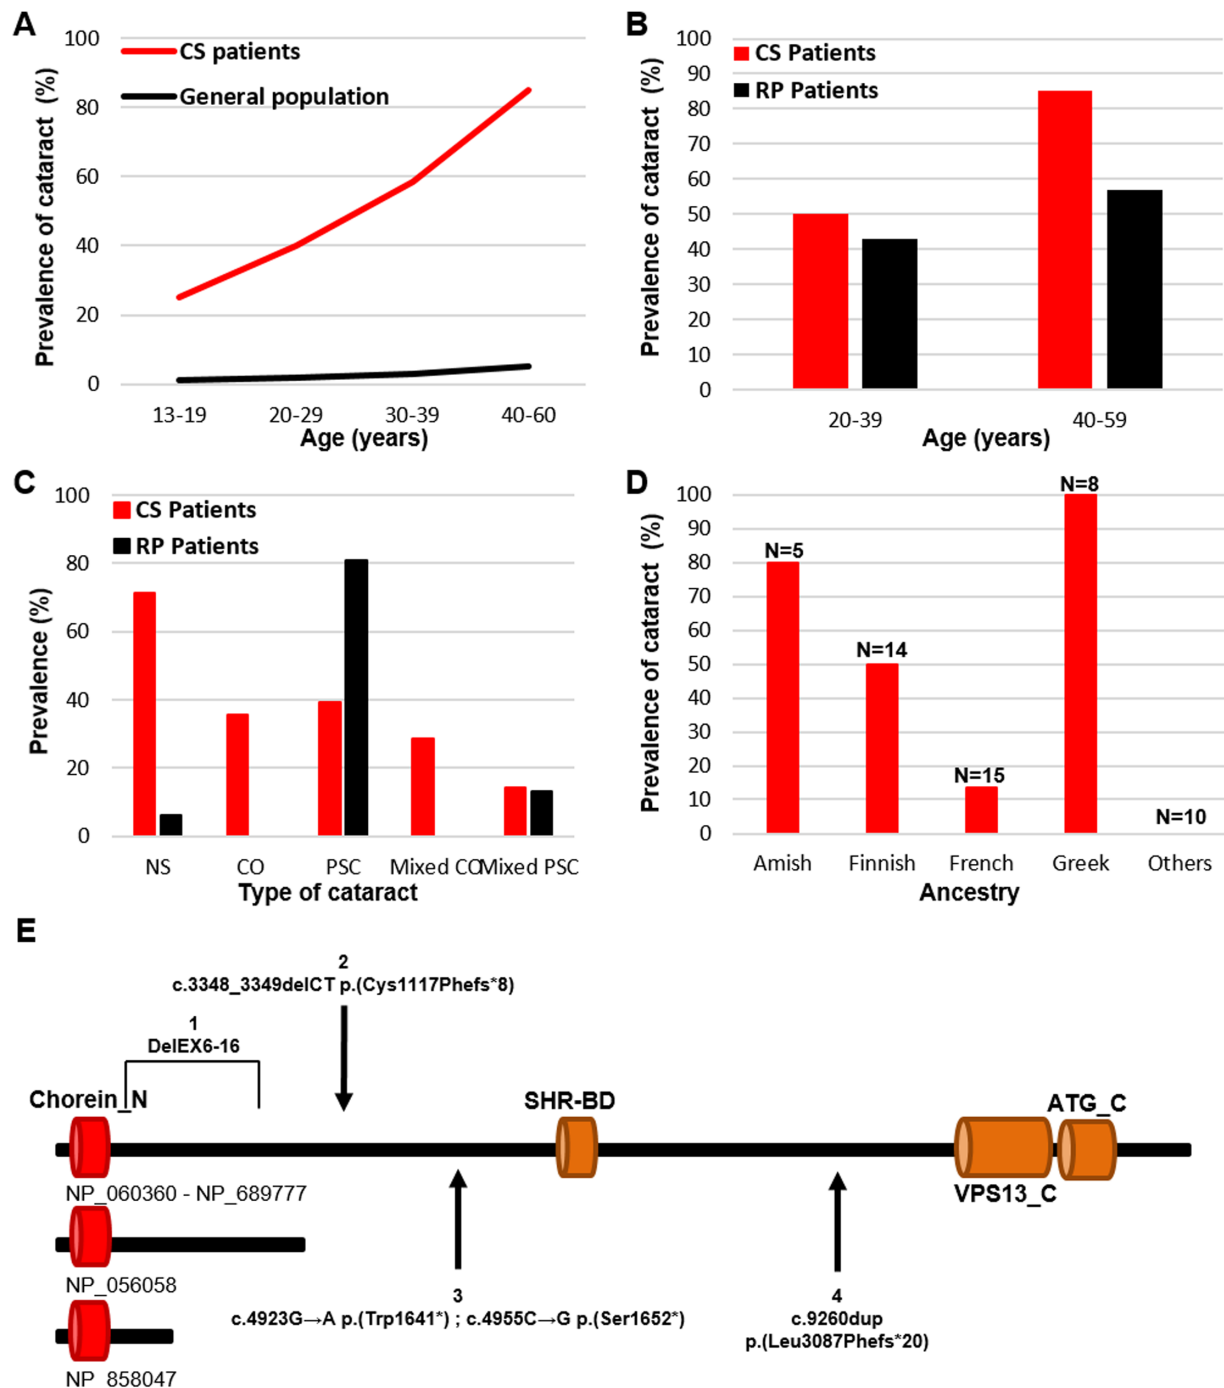 A
100
80
60
40
20
0
Prevalence of cataract (%)
CS patients
General population
13-19 20-29 30-39 40-60
Age (years)
B
100
90
80
70
60
50
40
30
20
10
0
Prevalence of cataract (%)
CS Patients
RP Patients
20-39 40-59
Age (years)
C
100
80
60
40
20
0
Prevalence (%)
CS Patients
RP Patients
NS CO PSC Mixed CO Mixed PSC
Type of cataract
D
100
90
80
70
60
50
40
30
20
10
0
Prevalence of cataract (%)
N=5
N=14
N=15
N=8
N=10
Amish Finnish French Greek Others
Ancestry
E
2
c.3348_3349delCT p.(Cys1117Phefs*8)
1
DelEX6-16
Chorein_N
SHR-BD
ATG_C
VPS13_C
NP_060360 - NP_689777
NP_056058
NP_858047
3
c.4923G→A p.(Trp1641*) ; c.4955C→G p.(Ser1652*)
4
c.9260dup
p.(Leu3087Phefs*20)